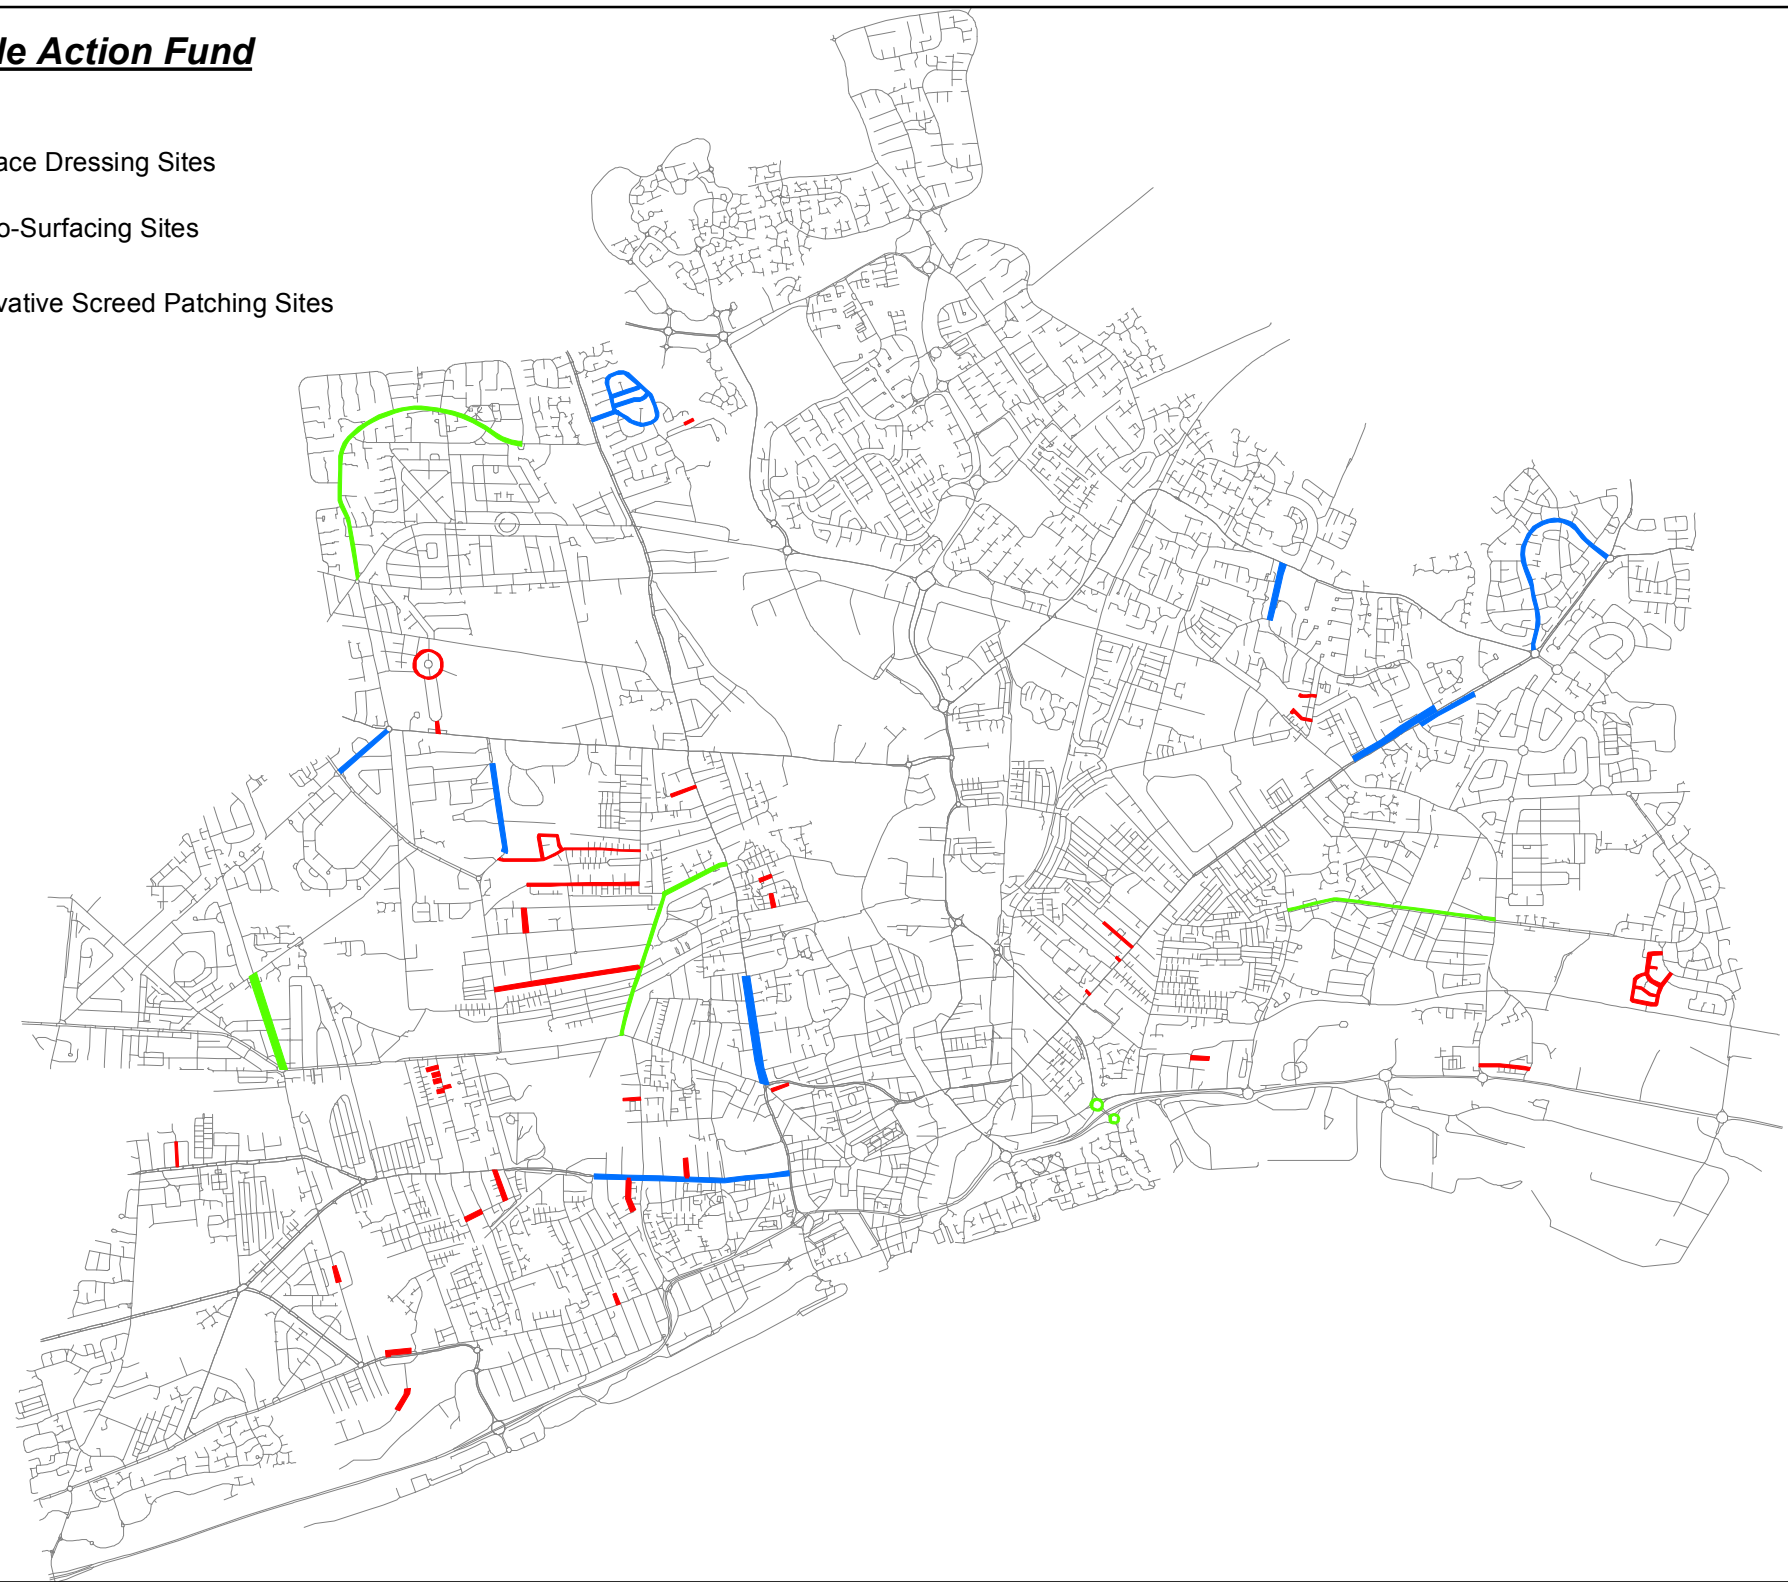 le Action Fund
ace Dressing Sites
o-Surfacing Sites
vative Screed Patching Sites